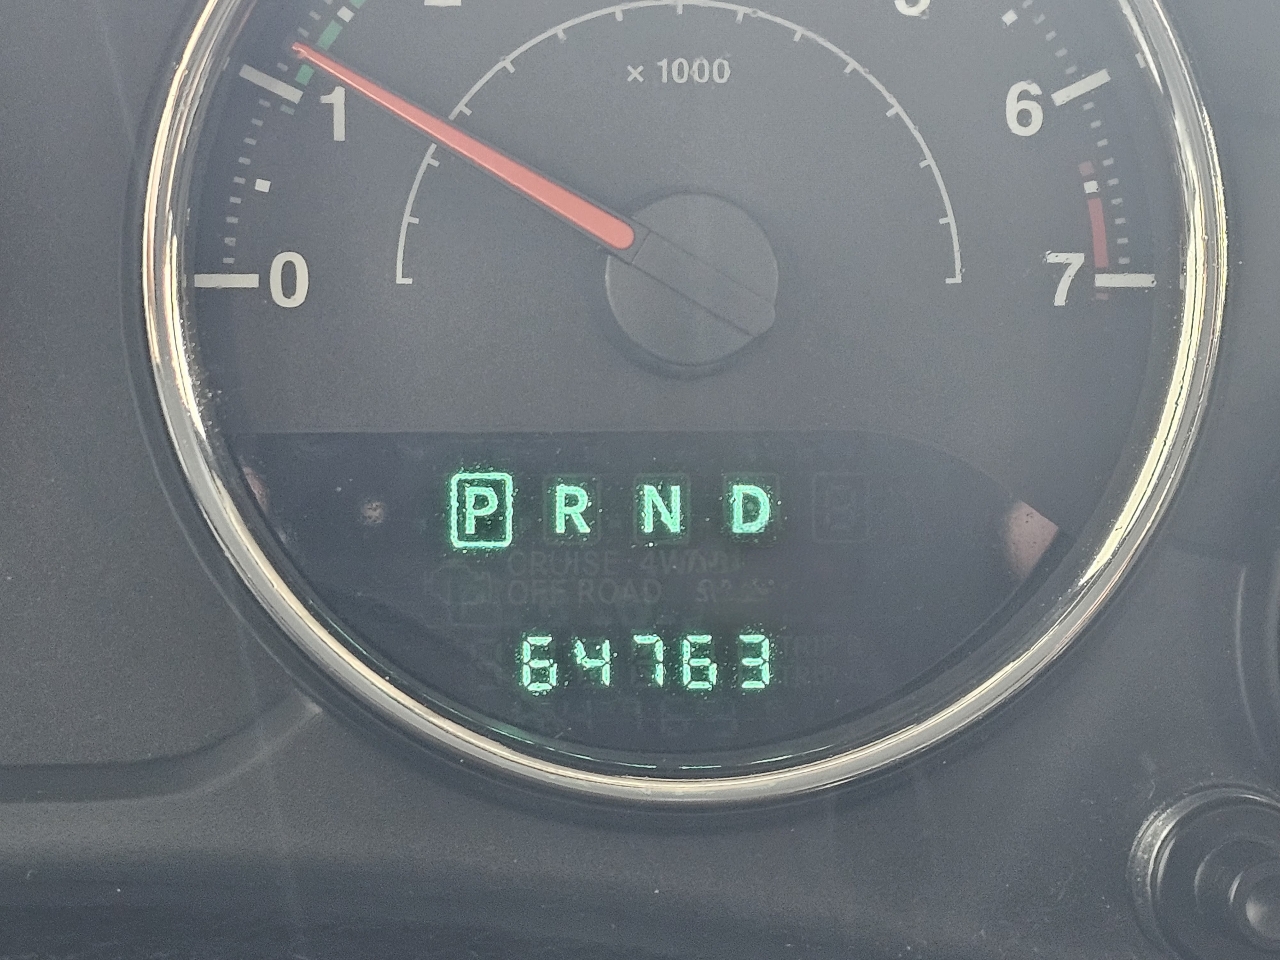 × 1000
1
6
0
7
P R N D
CRUISE
OFF ROAD
64763